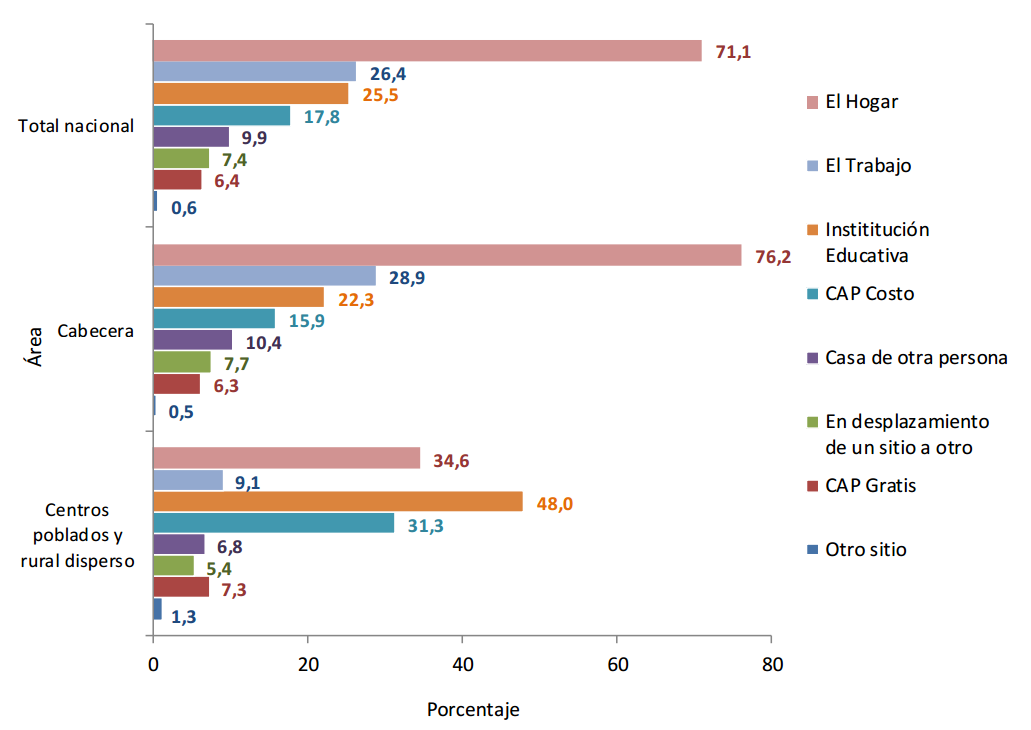 71,1
26,4
25,5
17,8
9,9
7,4
6,4
0,6
Total nacional
76,2
28,9
22,3
15,9
10,4
7,7
6,3
0,5
Cabecera
Área
34,6
9,1
48,0
31,3
6,8
5,4
7,3
1,3
Centros
poblados y
rural disperso
0
20
40
60
80
Porcentaje
El Hogar
El Trabajo
Instititución
Educativa
CAP Costo
Casa de otra persona
En desplazamiento
de un sitio a otro
CAP Gratis
Otro sitio